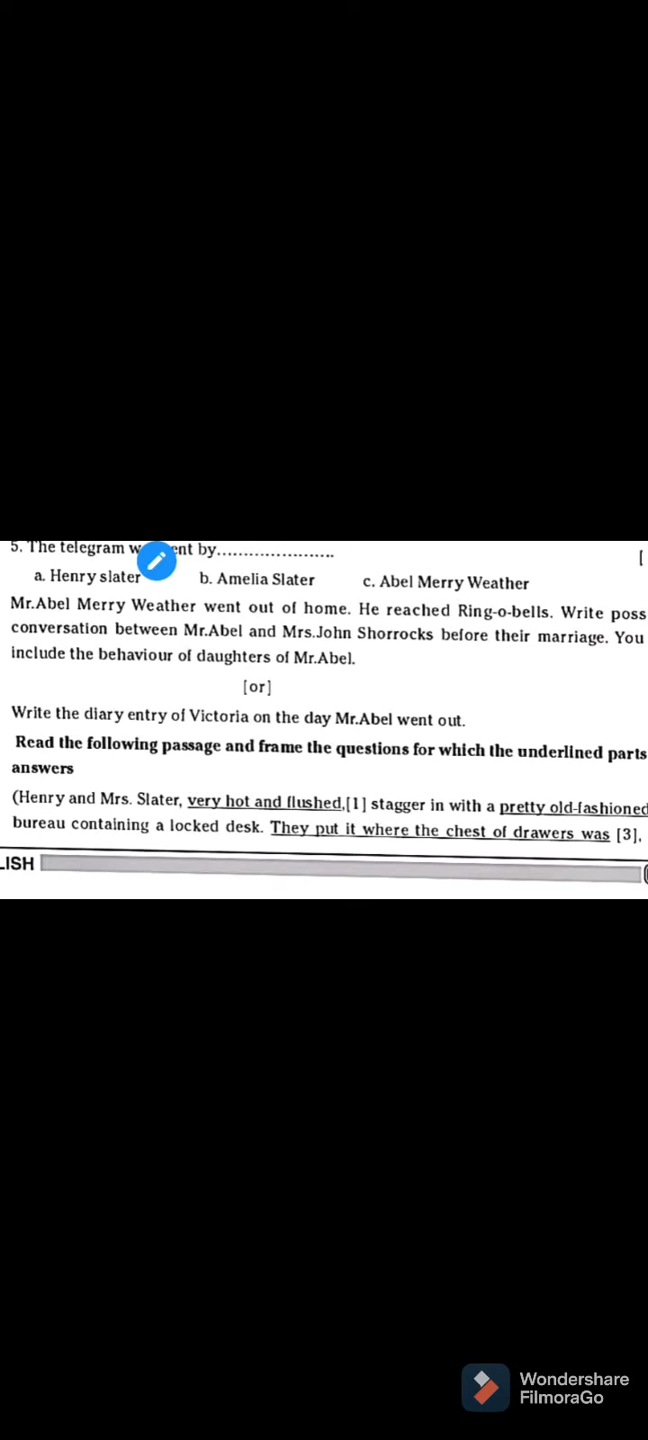 5. The telegram w ent by......................
[
a. Henry slater b. Amelia Slater c. Abel Merry Weather
Mr.Abel Merry Weather went out of home. He reached Ring-o-bells. Write poss
conversation between Mr.Abel and Mrs.John Shorrocks before their marriage. You
include the behaviour of daughters of Mr.Abel.
[or]
Write the diary entry of Victoria on the day Mr.Abel went out.
Read the following passage and frame the questions for which the underlined parts
answers
(Henry and Mrs. Slater, very hot and flushed,[1] stagger in with a pretty old-fashioned
bureau containing a locked desk. They put it where the chest of drawers was [3],
LISH
Wondershare
FilmoraGo